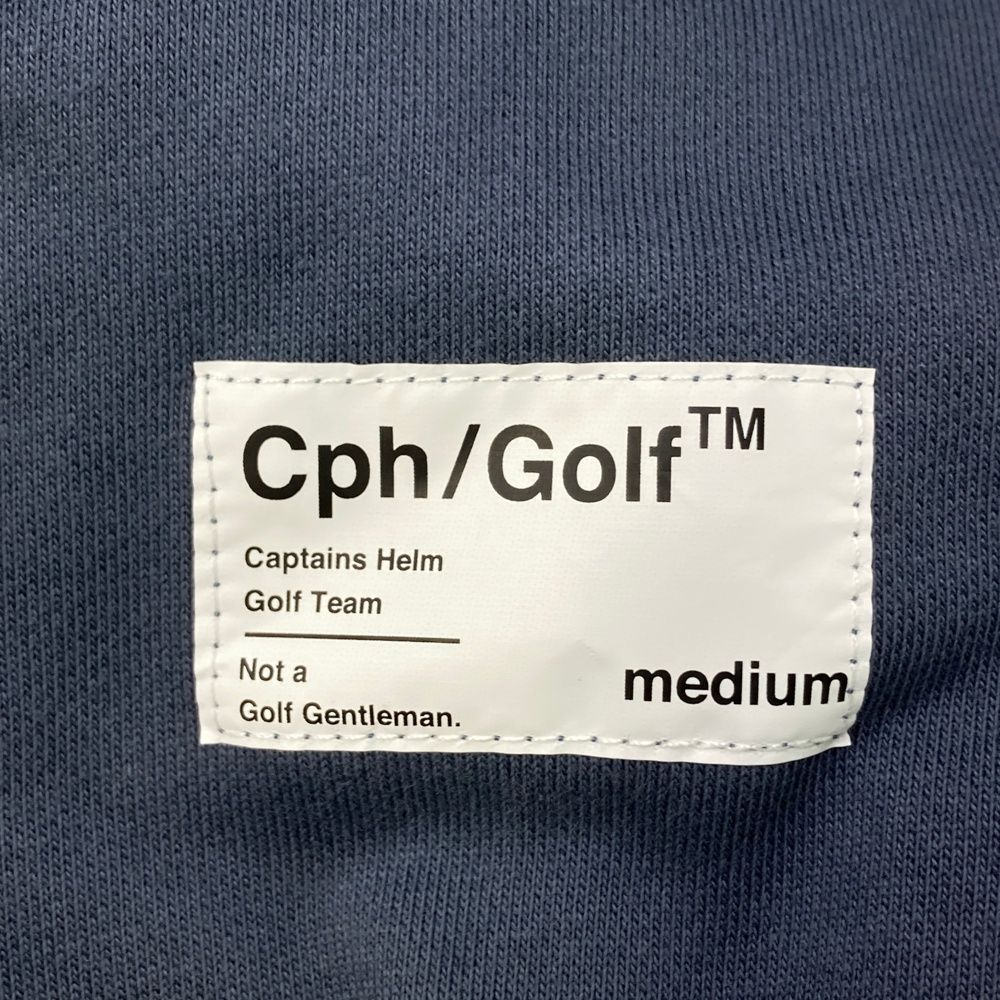 Cph/Golf™
Captains Helm
Golf Team
Not a
Golf Gentleman.
medium